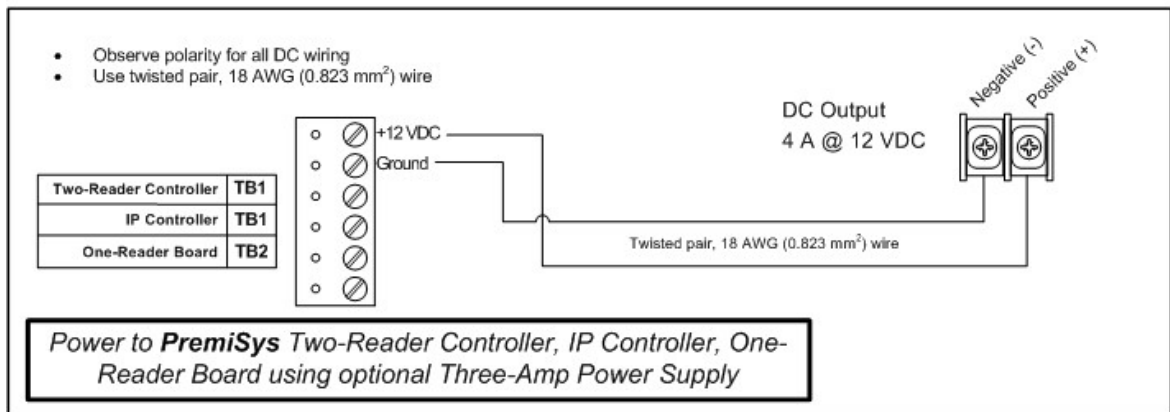 • Observe polarity for all DC wiring
• Use twisted pair, 18 AWG (0.823 mm²) wire
Negative (-)
Positive (+)
DC Output
4 A @ 12 VDC
+12 VDC
Ground
Two-Reader Controller TB1
IP Controller TB1
One-Reader Board TB2
Twisted pair, 18 AWG (0.823 mm²) wire
Power to PremiSys Two-Reader Controller, IP Controller, One-
Reader Board using optional Three-Amp Power Supply